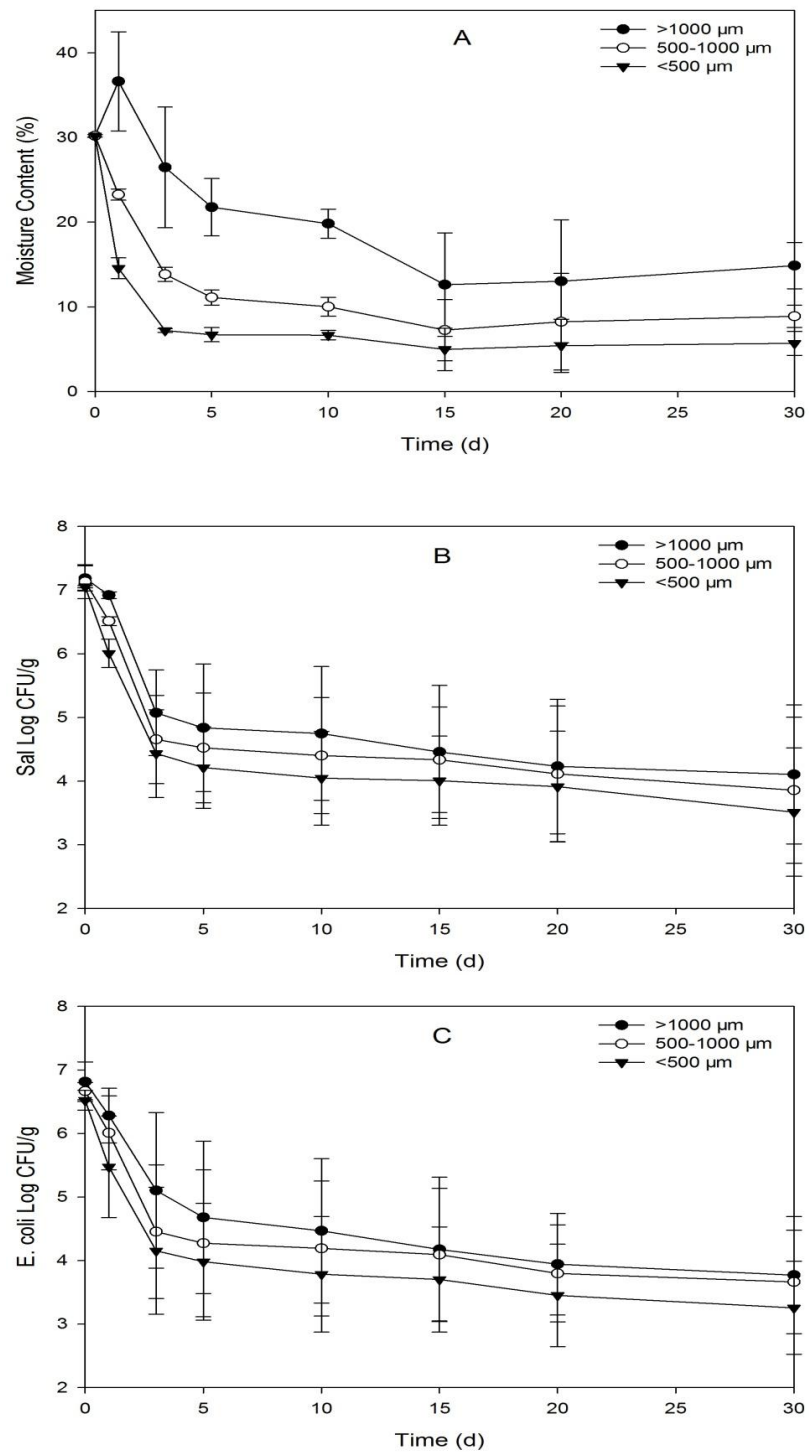 A
>1000 µm
500-1000 µm
<500 µm
40
30
20
10
0
Moisture Content (%)
0 5 10 15 20 25 30
Time (d)
B
>1000 µm
500-1000 µm
<500 µm
8
7
6
5
4
3
2
Sal Log CFU/g
0 5 10 15 20 25 30
Time (d)
C
>1000 µm
500-1000 µm
<500 µm
8
7
6
5
4
3
2
E. coli Log CFU/g
0 5 10 15 20 25 30
Time (d)